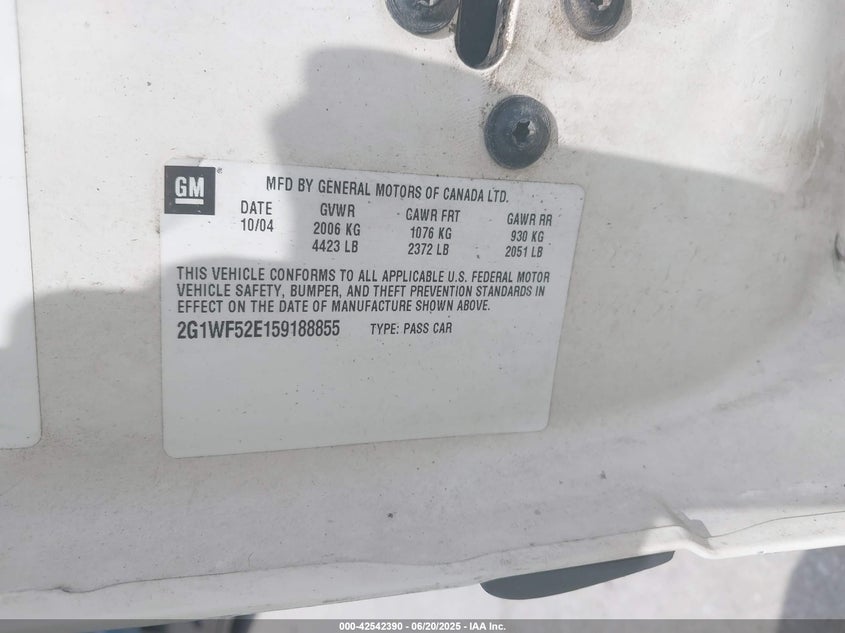 GM
MFD BY GENERAL MOTORS OF CANADA LTD.
DATE GVWR GAWR FRT GAWR RR
10/04 2006 KG 1076 KG 930 KG
4423 LB 2372 LB 2051 LB
THIS VEHICLE CONFORMS TO ALL APPLICABLE U.S. FEDERAL MOTOR
VEHICLE SAFETY, BUMPER, AND THEFT PREVENTION STANDARDS IN
EFFECT ON THE DATE OF MANUFACTURE SHOWN ABOVE.
2G1WF52E159188855 TYPE: PASS CAR
000-42542390 - 06/20/2025 - IAA Inc.